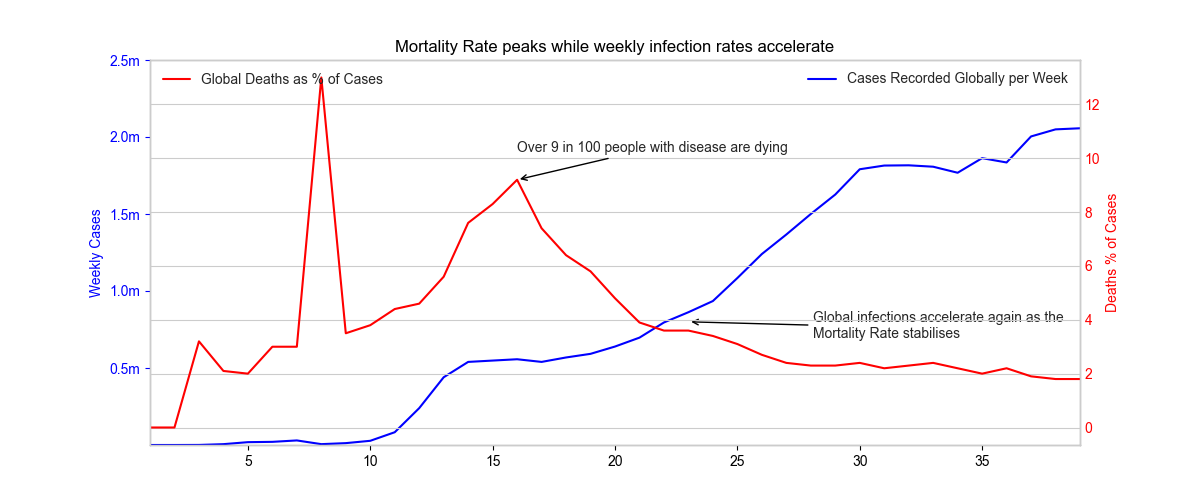 Mortality Rate peaks while weekly infection rates accelerate
2.5m
Global Deaths as % of Cases
Cases Recorded Globally per Week
12
2.0m
Over 9 in 100 people with disease are dying
10
1.5m
8
Weekly Cases
Deaths % of Cases
6
1.0m
Global infections accelerate again as the
4
Mortality Rate stabilises
0.5m
2
0
5 10 15 20 25 30 35